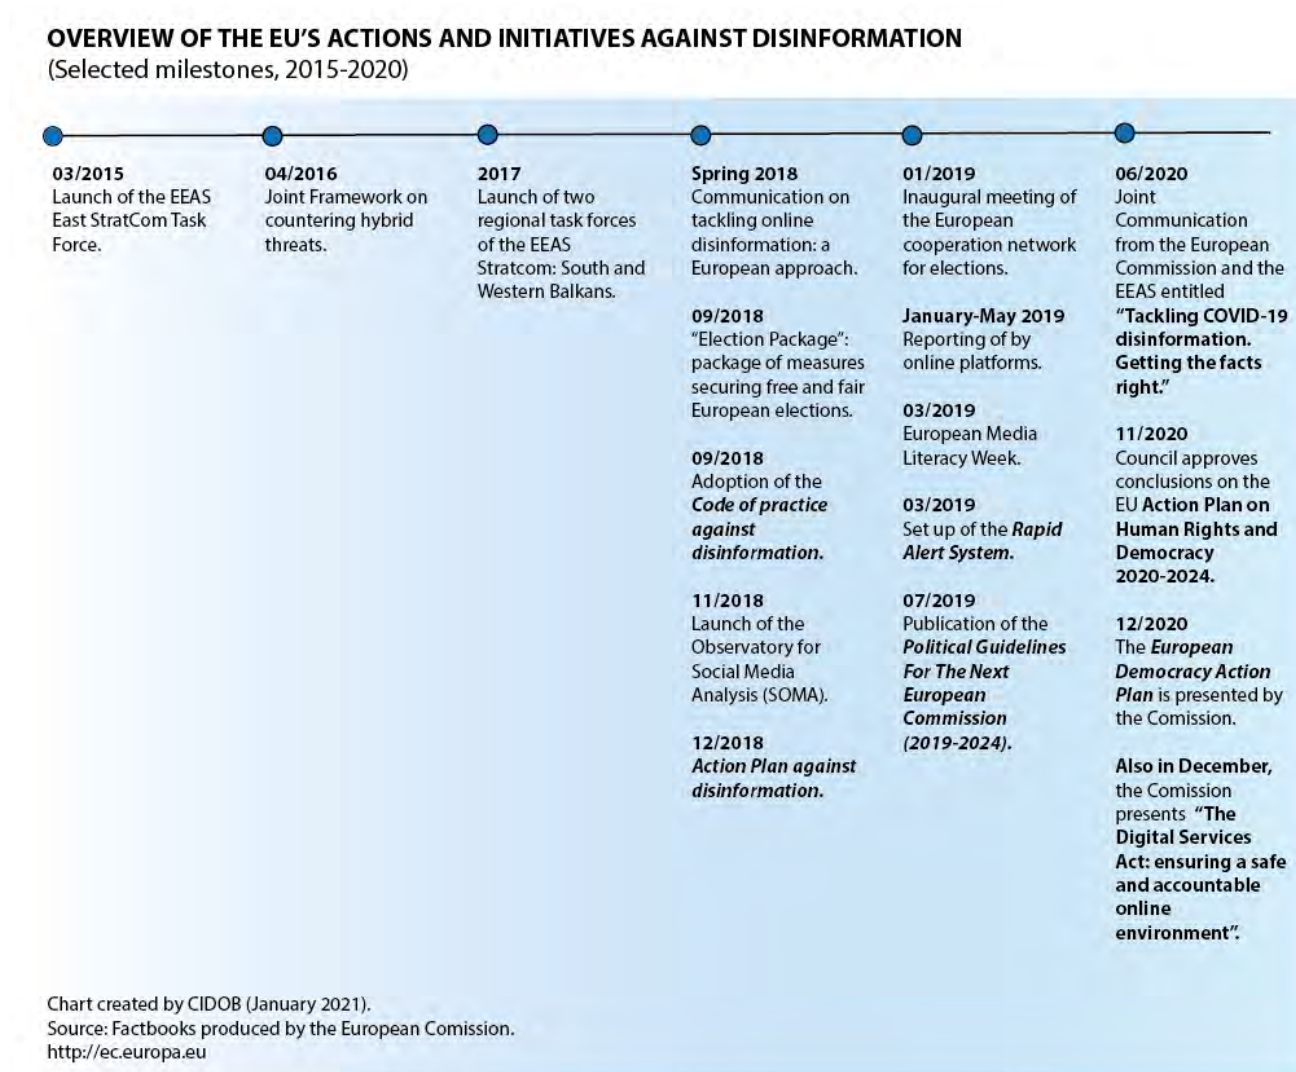 OVERVIEW OF THE EU'S ACTIONS AND INITIATIVES AGAINST DISINFORMATION
(Selected milestones, 2015-2020)
03/2015
Launch of the EEAS
East StratCom Task
Force.
04/2016
Joint Framework on
countering hybrid
threats.
2017
Launch of two
regional task forces
of the EEAS
Stratcom: South and
Western Balkans.
Spring 2018
Communication on
tackling online
disinformation: a
European approach.
09/2018
"Election Package":
package of measures
securing free and fair
European elections.
09/2018
Adoption of the
Code of practice
against
disinformation.
11/2018
Launch of the
Observatory for
Social Media
Analysis (SOMA).
12/2018
Action Plan against
disinformation.
01/2019
Inaugural meeting of
the European
cooperation network
for elections.
January-May 2019
Reporting of by
online platforms.
03/2019
European Media
Literacy Week.
03/2019
Set up of the Rapid
Alert System.
07/2019
Publication of the
Political Guidelines
For The Next
European
Commission
(2019-2024).
06/2020
Joint
Communication
from the European
Commission and the
EEAS entitled
"Tackling COVID-19
disinformation.
Getting the facts
right."
11/2020
Council approves
conclusions on the
EU Action Plan on
Human Rights and
Democracy
2020-2024.
12/2020
The European
Democracy Action
Plan is presented by
the Comission.
Also in December,
the Comission
presents "The
Digital Services
Act: ensuring a safe
and accountable
online
environment".
Chart created by CIDOB (January 2021).
Source: Factbooks produced by the European Comission.
http://ec.europa.eu